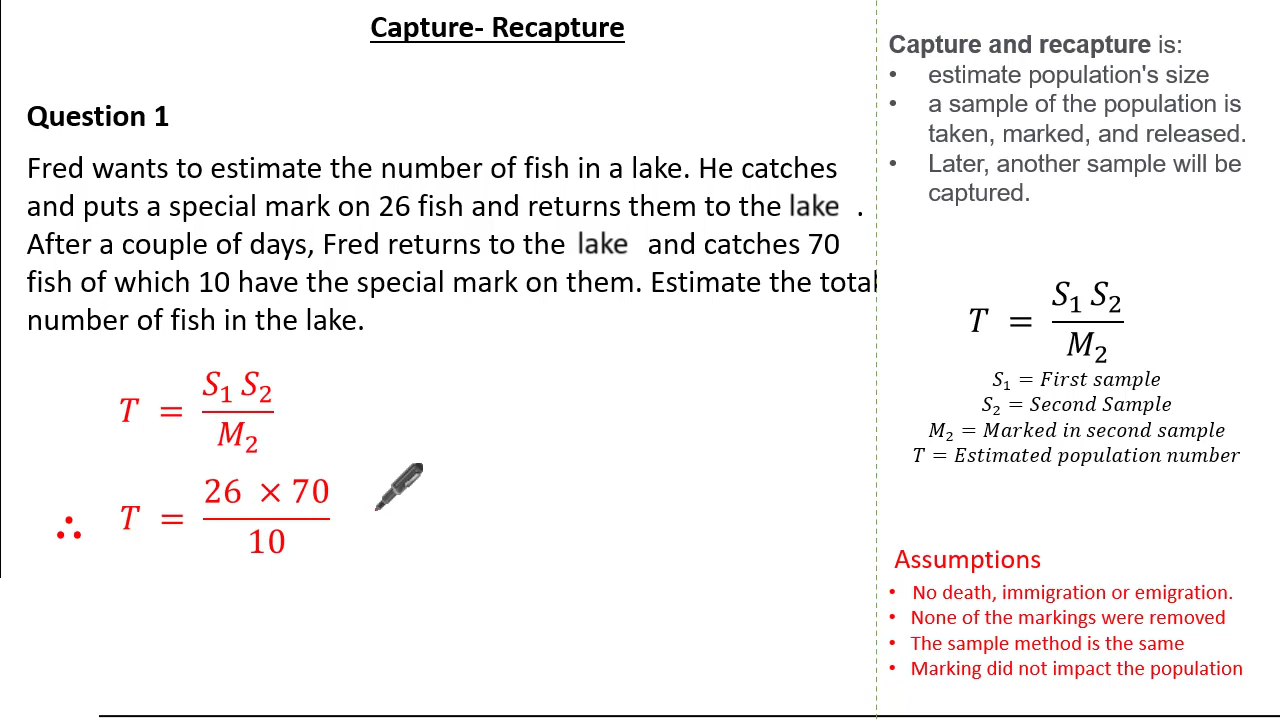 Capture- Recapture
Question 1
Fred wants to estimate the number of fish in a lake. He catches
and puts a special mark on 26 fish and returns them to the lake .
After a couple of days, Fred returns to the lake and catches 70
fish of which 10 have the special mark on them. Estimate the total
number of fish in the lake.
T = S₁ S₂ / M₂
∴ T = 26 × 70 / 10
Capture and recapture is:
• estimate population's size
• a sample of the population is
taken, marked, and released.
• Later, another sample will be
captured.
T = S₁ S₂ / M₂
S₁ = First sample
S₂ = Second Sample
M₂ = Marked in second sample
T = Estimated population number
Assumptions
• No death, immigration or emigration.
• None of the markings were removed
• The sample method is the same
• Marking did not impact the population